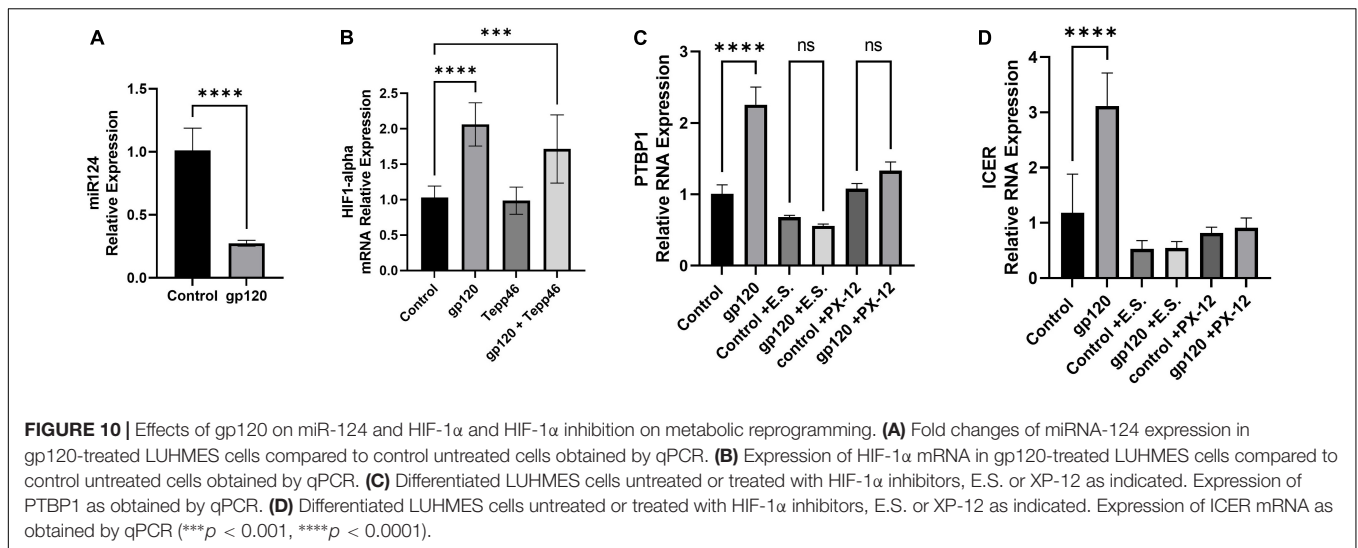 A
miR124
Relative Expression
1.5
1.0
0.5
0.0
****
Control gp120
B
HIF1-alpha
mRNA Relative Expression
2.5
2.0
1.5
1.0
0.5
0.0
***
****
Control
gp120
Tepp46
gp120 + Tepp46
C
PTBP1
Relative RNA Expression
3
2
1
0
****
ns
ns
Control
gp120
Control +E.S.
gp120 +E.S.
control +PX-12
gp120 +PX-12
D
ICER
Relative RNA Expression
4
3
2
1
0
****
Control
gp120
Control +E.S.
gp120 +E.S.
control +PX-12
gp120 +PX-12
FIGURE 10 | Effects of gp120 on miR-124 and HIF-1α and HIF-1α inhibition on metabolic reprogramming. (A) Fold changes of miRNA-124 expression in
gp120-treated LUHMES cells compared to control untreated cells obtained by qPCR. (B) Expression of HIF-1α mRNA in gp120-treated LUHMES cells compared to
control untreated cells obtained by qPCR. (C) Differentiated LUHMES cells untreated or treated with HIF-1α inhibitors, E.S. or XP-12 as indicated. Expression of
PTBP1 as obtained by qPCR. (D) Differentiated LUHMES cells untreated or treated with HIF-1α inhibitors, E.S. or XP-12 as indicated. Expression of ICER mRNA as
obtained by qPCR (***p < 0.001, ****p < 0.0001).